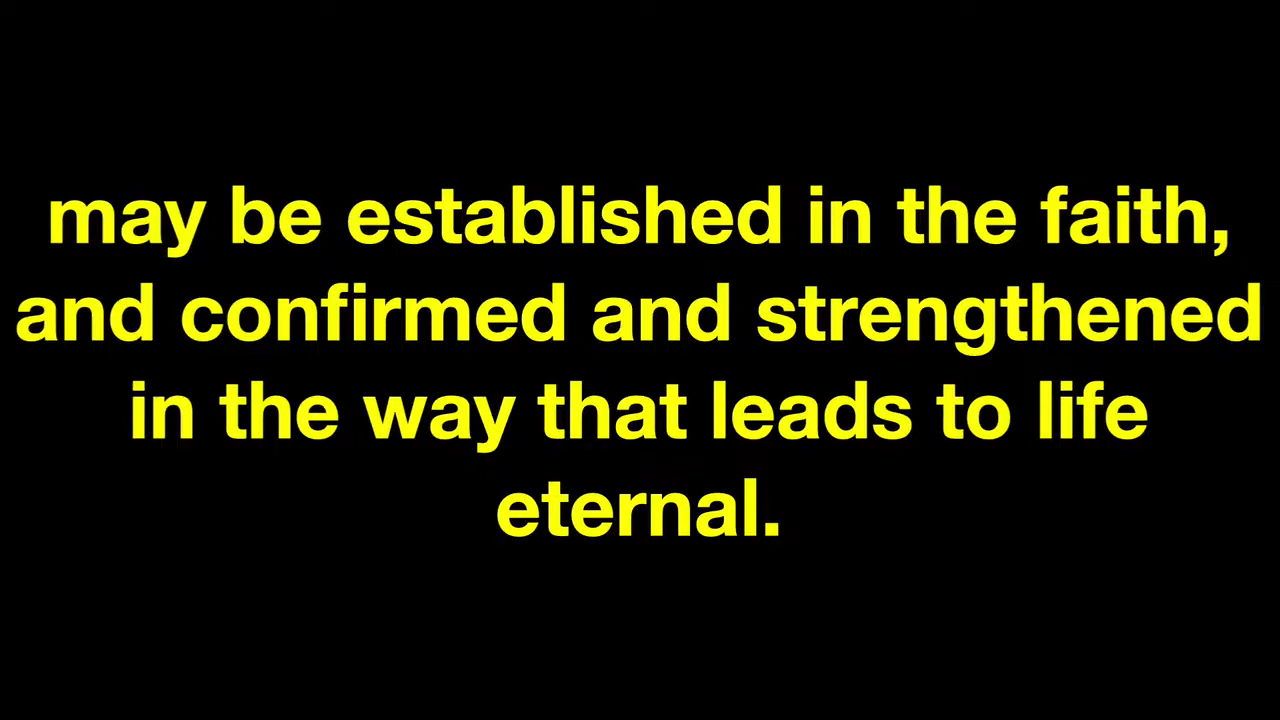 may be established in the faith,
and confirmed and strengthened
in the way that leads to life
eternal.